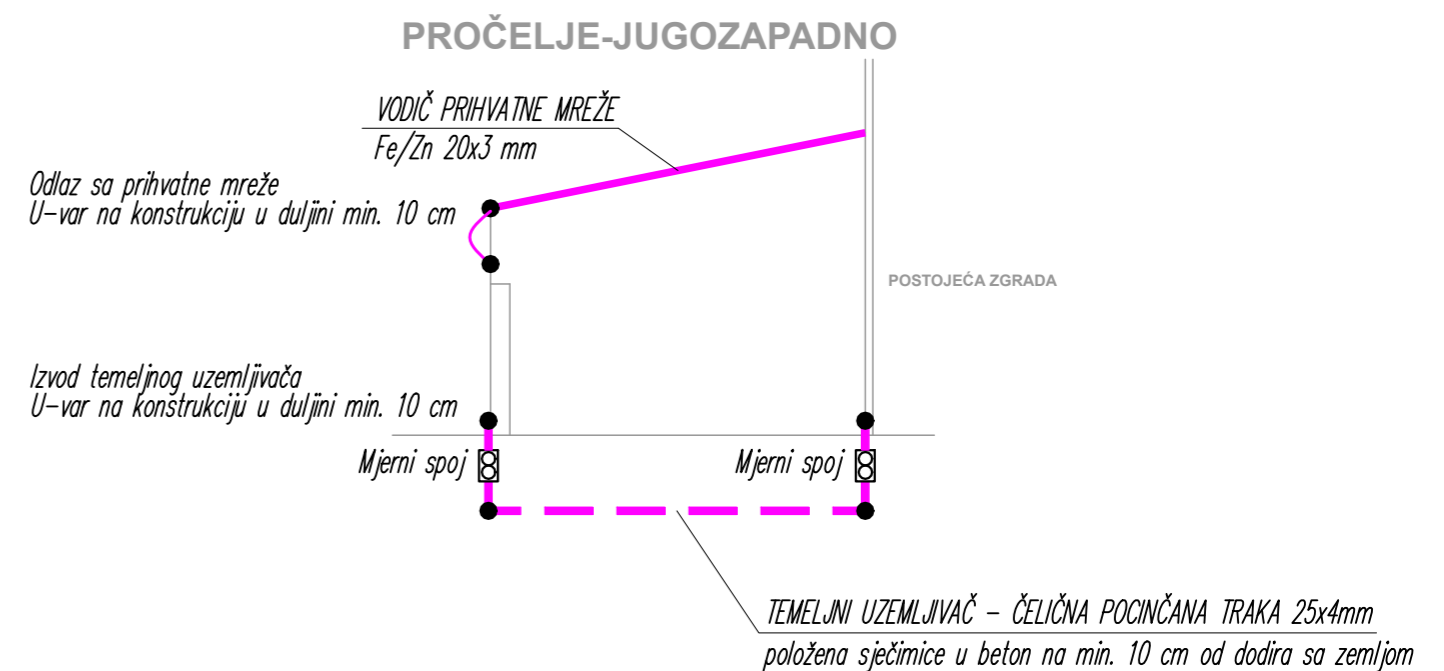 PROČELJE-JUGOZAPADNO
VODIČ PRIHVATNE MREŽE
Fe/Zn 20x3 mm
Odlaz sa prihvatne mreže
U-var na konstrukciju u duljini min. 10 cm
POSTOJEĆA ZGRADA
Izvod temeljnog uzemljivača
U-var na konstrukciju u duljini min. 10 cm
Mjerni spoj
Mjerni spoj
TEMELJNI UZEMLJIVAČ - ČELIČNA POCINČANA TRAKA 25x4mm
položena sječimice u beton na min. 10 cm od dodira sa zemljom